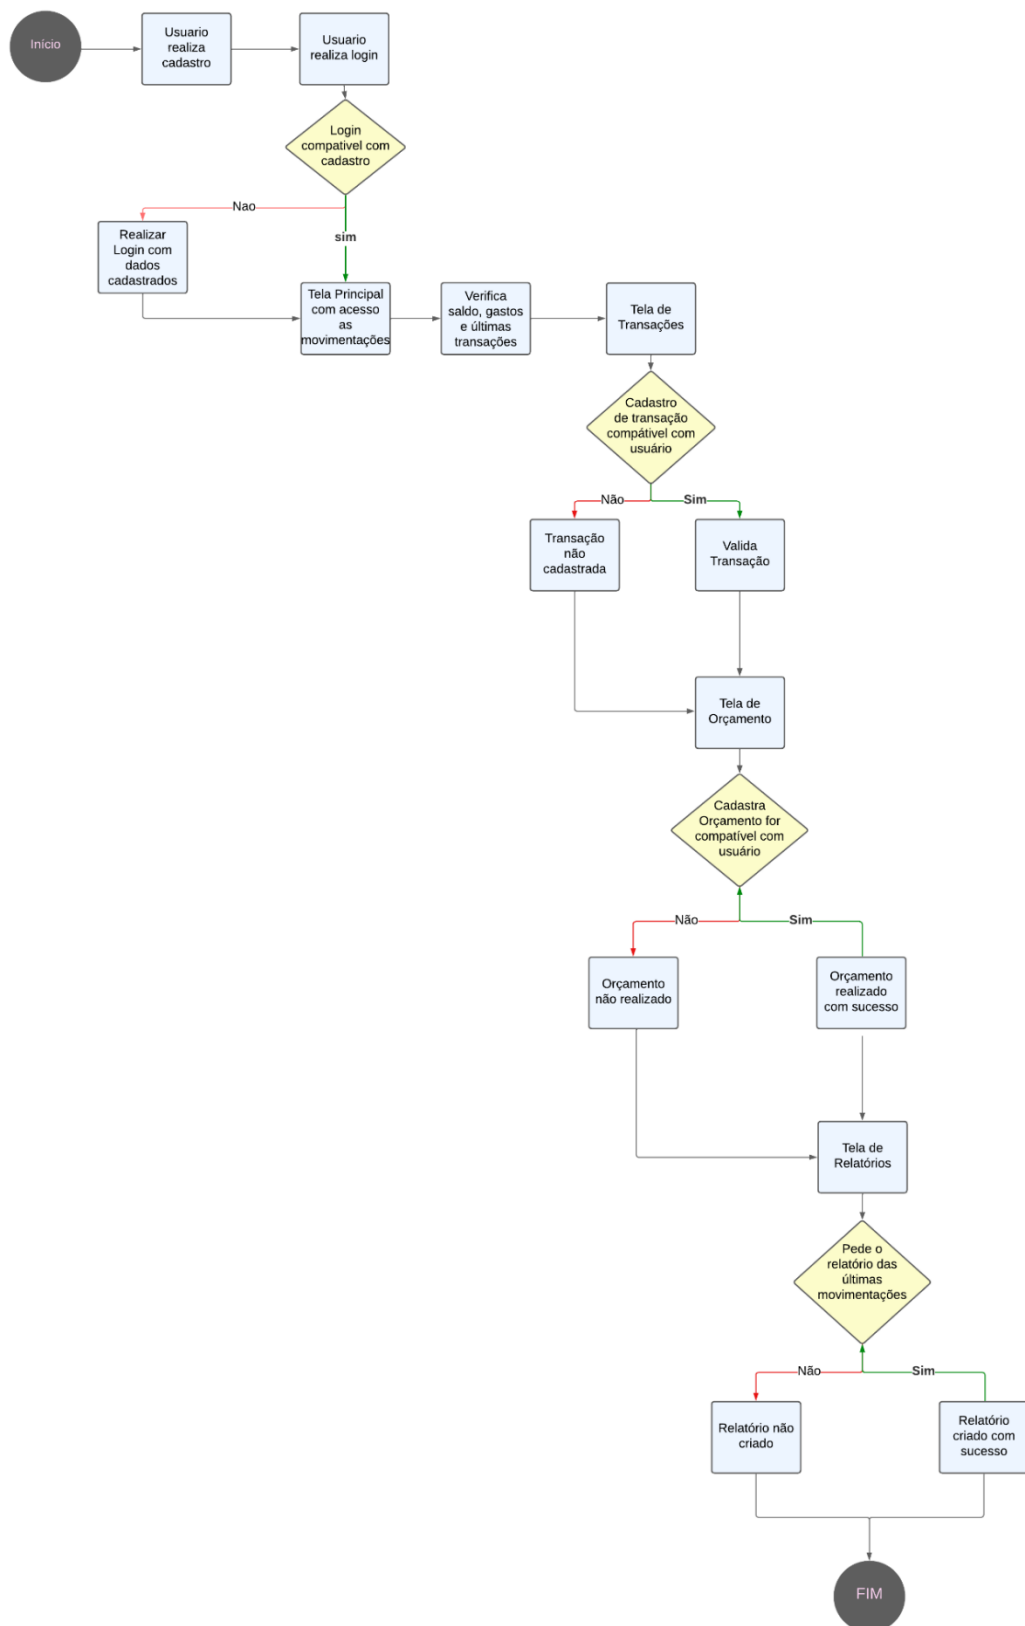 Início
Usuario
realiza
cadastro
Usuario
realiza login
Login
compativel com
cadastro
Nao
sim
Realizar
Login com
dados
cadastrados
Tela Principal
com acesso
as
movimentações
Verifica
saldo, gastos
e últimas
transações
Tela de
Transações
Cadastro
de transação
compátivel com
usuário
Não
Sim
Transação
não
cadastrada
Valida
Transação
Tela de
Orçamento
Cadastra
Orçamento for
compatível com
usuário
Não
Sim
Orçamento
não realizado
Orçamento
realizado
com sucesso
Tela de
Relatórios
Pede o
relatório das
últimas
movimentações
Não
Sim
Relatório não
criado
Relatório
criado com
sucesso
FIM